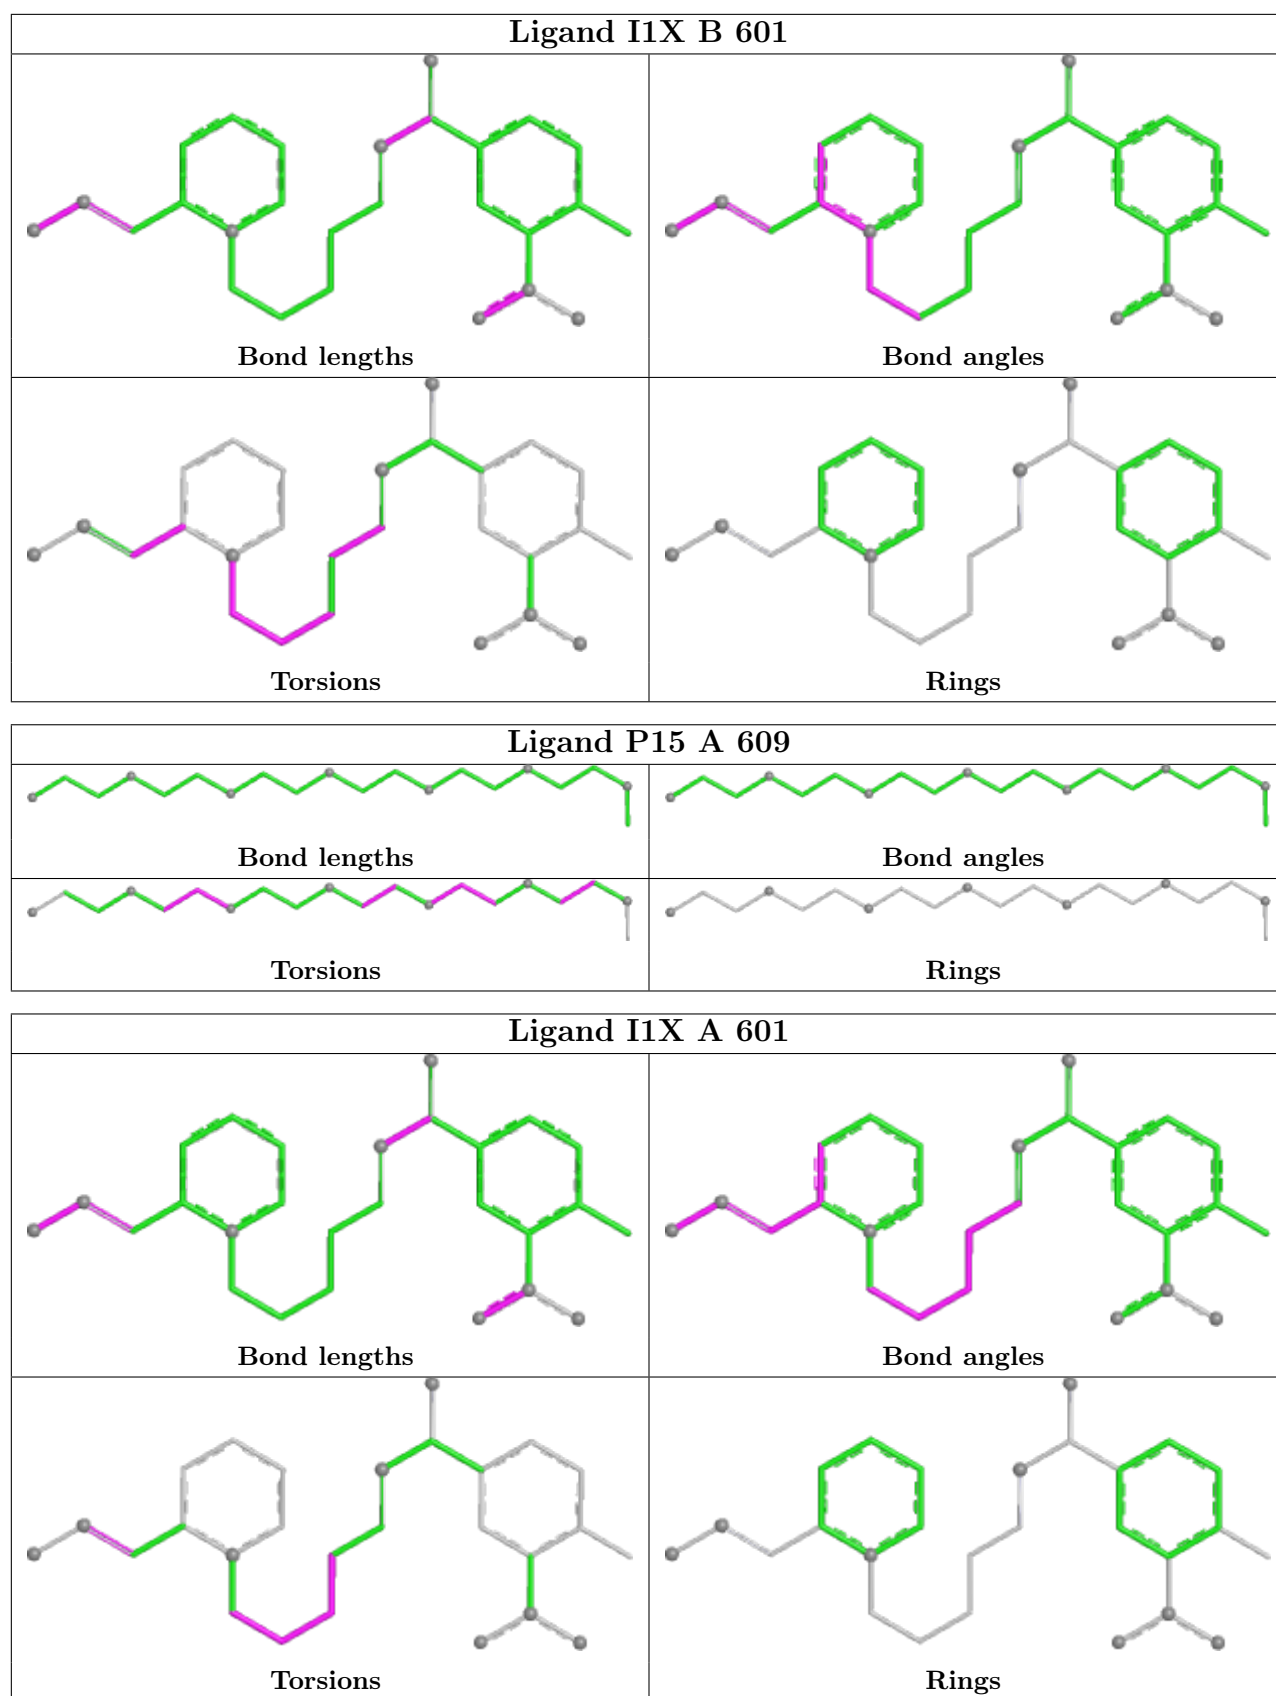 Ligand I1X B 601
Bond lengths
Bond angles
Torsions
Rings
Ligand P15 A 609
Bond lengths
Bond angles
Torsions
Rings
Ligand I1X A 601
Bond lengths
Bond angles
Torsions
Rings